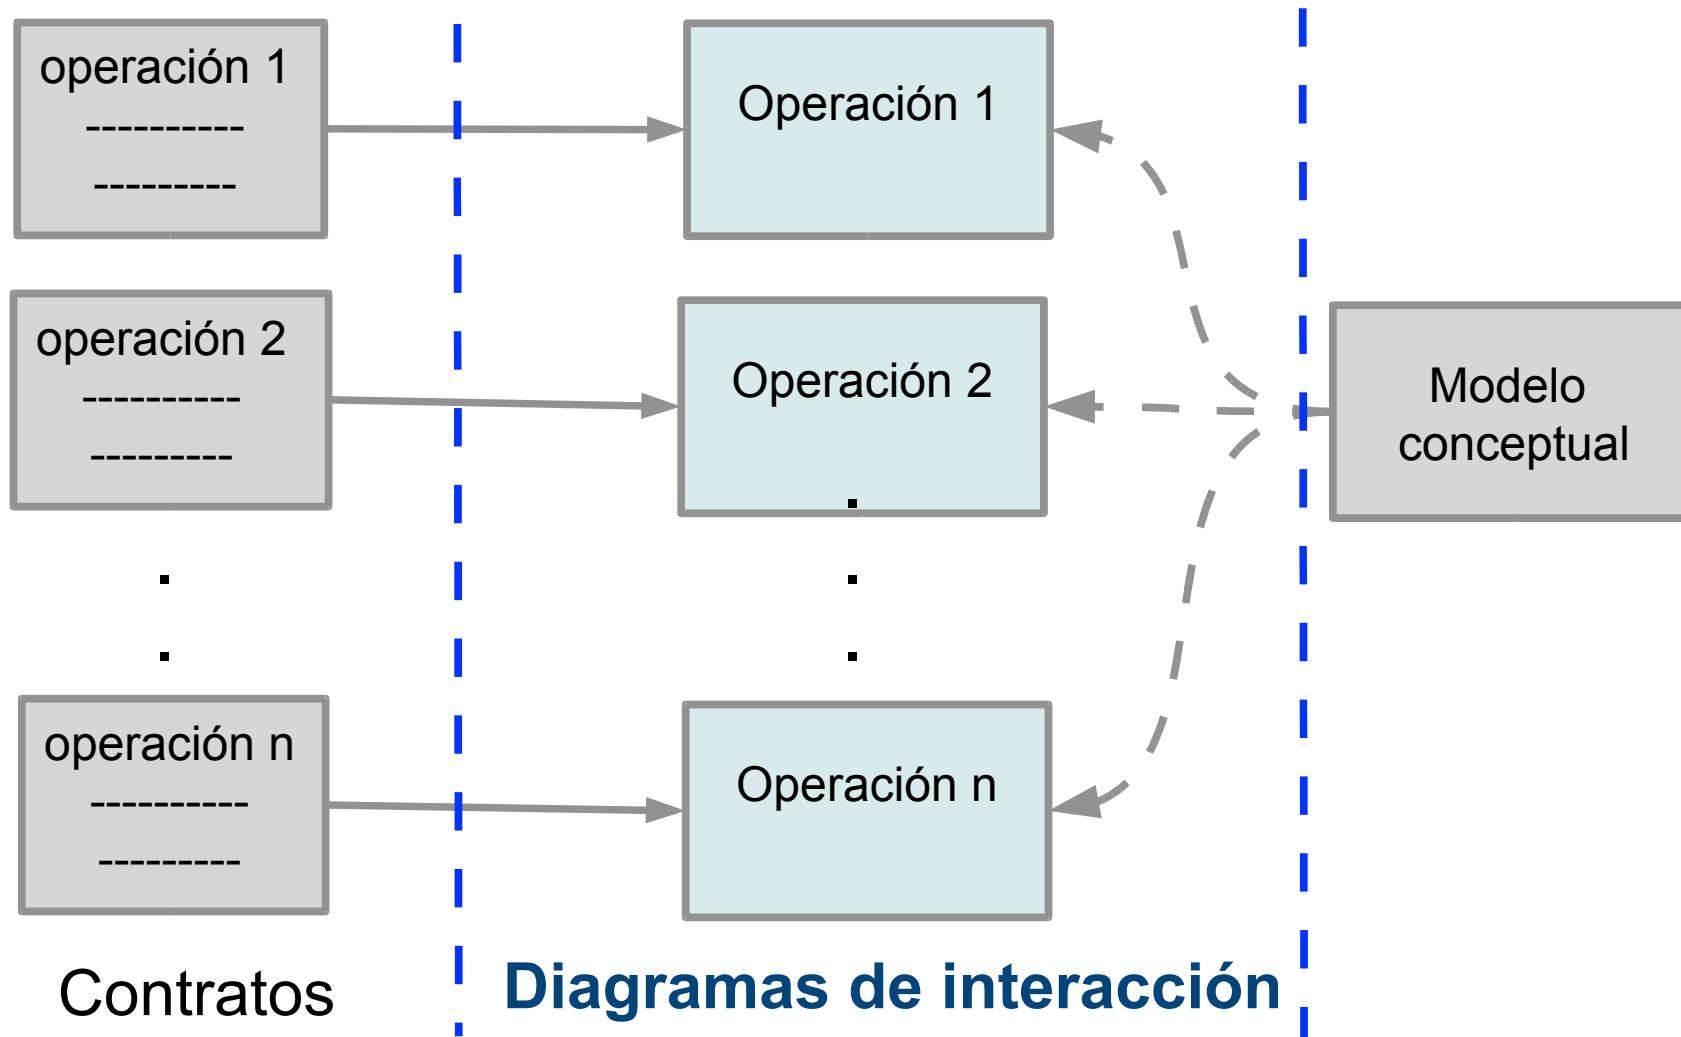 operación 1
----------
---------
Operación 1
operación 2
----------
---------
Operación 2
Modelo
conceptual
.
.
.
.
.
operación n
----------
---------
Operación n
Contratos
Diagramas de interacción